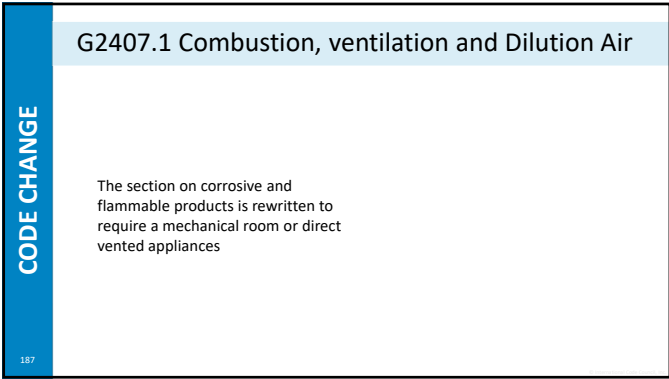 G2407.1 Combustion, ventilation and Dilution Air
CODE CHANGE
The section on corrosive and
flammable products is rewritten to
require a mechanical room or direct
vented appliances
187